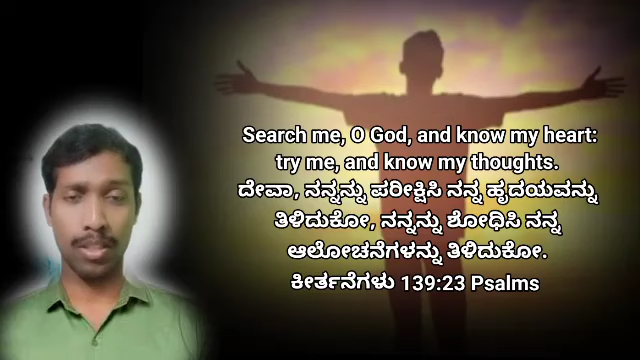 Search me, O God, and know my heart:
try me, and know my thoughts.
ದೇವಾ, ನನ್ನನ್ನು ಪರೀಕ್ಷಿಸಿ ನನ್ನ ಹೃದಯವನ್ನು
ತಿಳಿದುಕೋ, ನನ್ನನ್ನು ಶೋಧಿಸಿ ನನ್ನ
ಆಲೋಚನೆಗಳನ್ನು ತಿಳಿದುಕೋ.
ಕೀರ್ತನೆಗಳು 139:23 Psalms